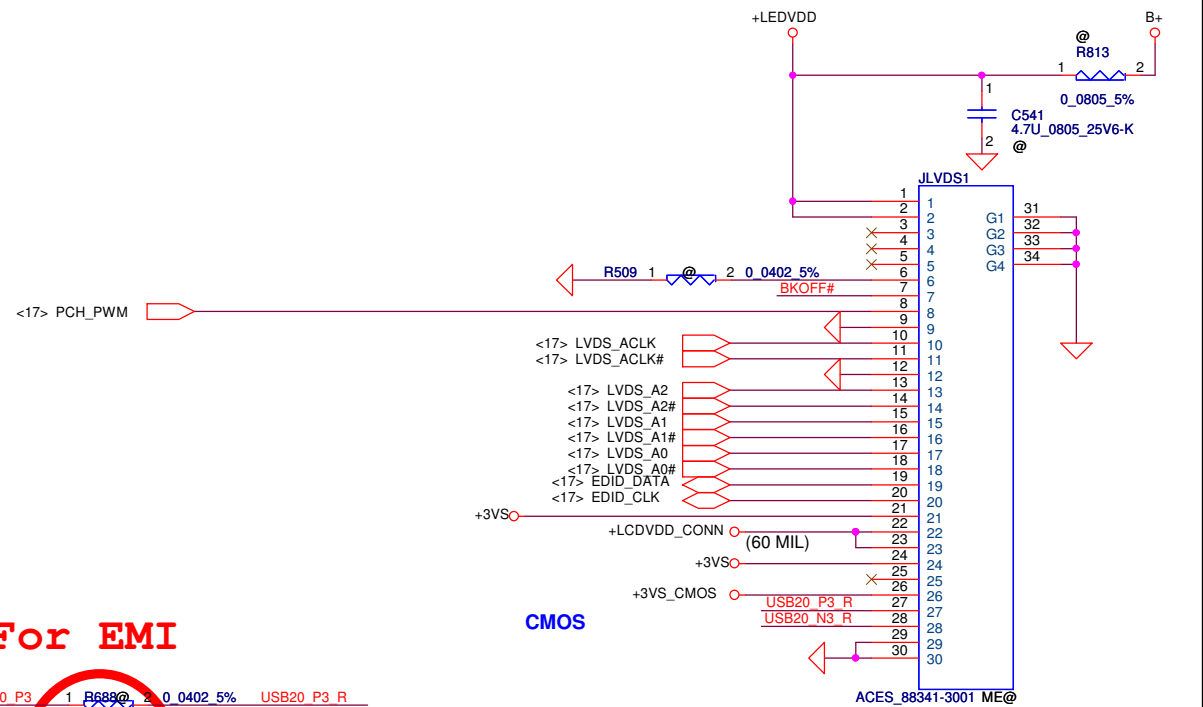 +LEDVDD
B+
@
R813
1 2
0_0805_5%
1
C541
4.7U_0805_25V6-K
2 @
JLVDS1
1 1
2 2
3 3
4 4
5 5
6 6
7 7
8 8
9 9
10 10
11 11
12 12
13 13
14 14
15 15
16 16
17 17
18 18
19 19
20 20
21 21
22 22
23 23
24 24
25 25
26 26
27 27
28 28
29 29
30 30
G1 31
G2 32
G3 33
G4 34
R509 1 @ 2 0_0402_5%
BKOFF#
<17> PCH_PWM
<17> LVDS_ACLK
<17> LVDS_ACLK#
<17> LVDS_A2
<17> LVDS_A2#
<17> LVDS_A1
<17> LVDS_A1#
<17> LVDS_A0
<17> LVDS_A0#
<17> EDID_DATA
<17> EDID_CLK
+3VS
+LCDVDD_CONN
(60 MIL)
+3VS
+3VS_CMOS
USB20_P3_R
USB20_N3_R
CMOS
For EMI
ACES_88341-3001 ME@
0_P3 1 R688@ 2 0_0402_5% USB20_P3_R